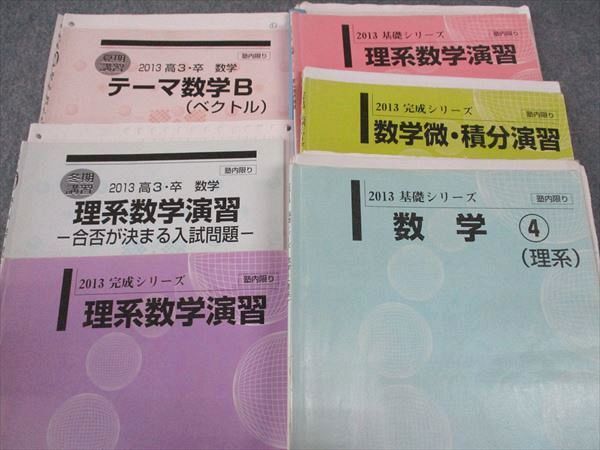 夏期
講習
塾内限り
2013 高3・卒 数学
テーマ数学B
(ベクトル)
冬期
講習
塾内限り
2013 高3・卒 数学
理系数学演習
−合否が決まる入試問題−
2013 完成シリーズ
塾内限り
理系数学演習
2013 基礎シリーズ
塾内限り
理系数学演習
2013 完成シリーズ
塾内限り
数学微・積分演習
2013 基礎シリーズ
塾内限り
数学 ④
(理系)